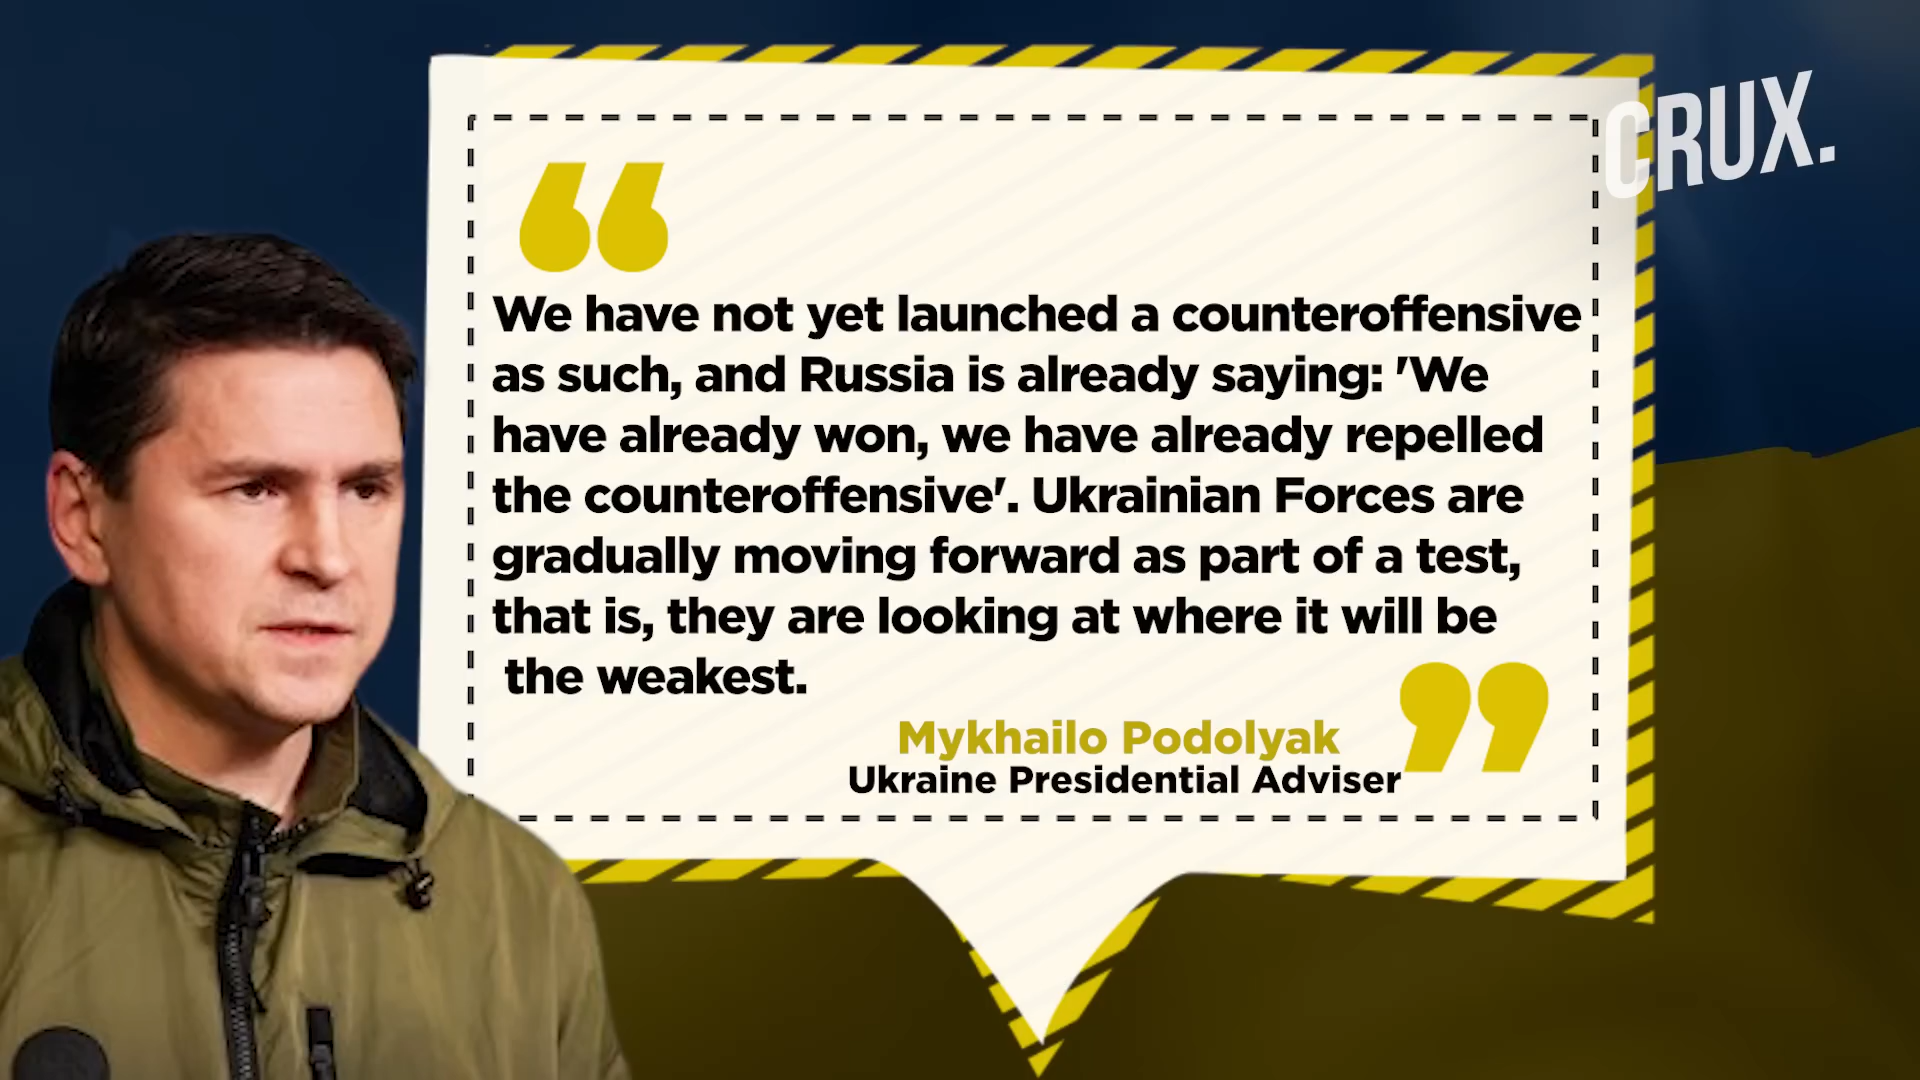 CRUX.
“
We have not yet launched a counteroffensive
as such, and Russia is already saying: 'We
have already won, we have already repelled
the counteroffensive'. Ukrainian Forces are
gradually moving forward as part of a test,
that is, they are looking at where it will be
the weakest.
”
Mykhailo Podolyak
Ukraine Presidential Adviser